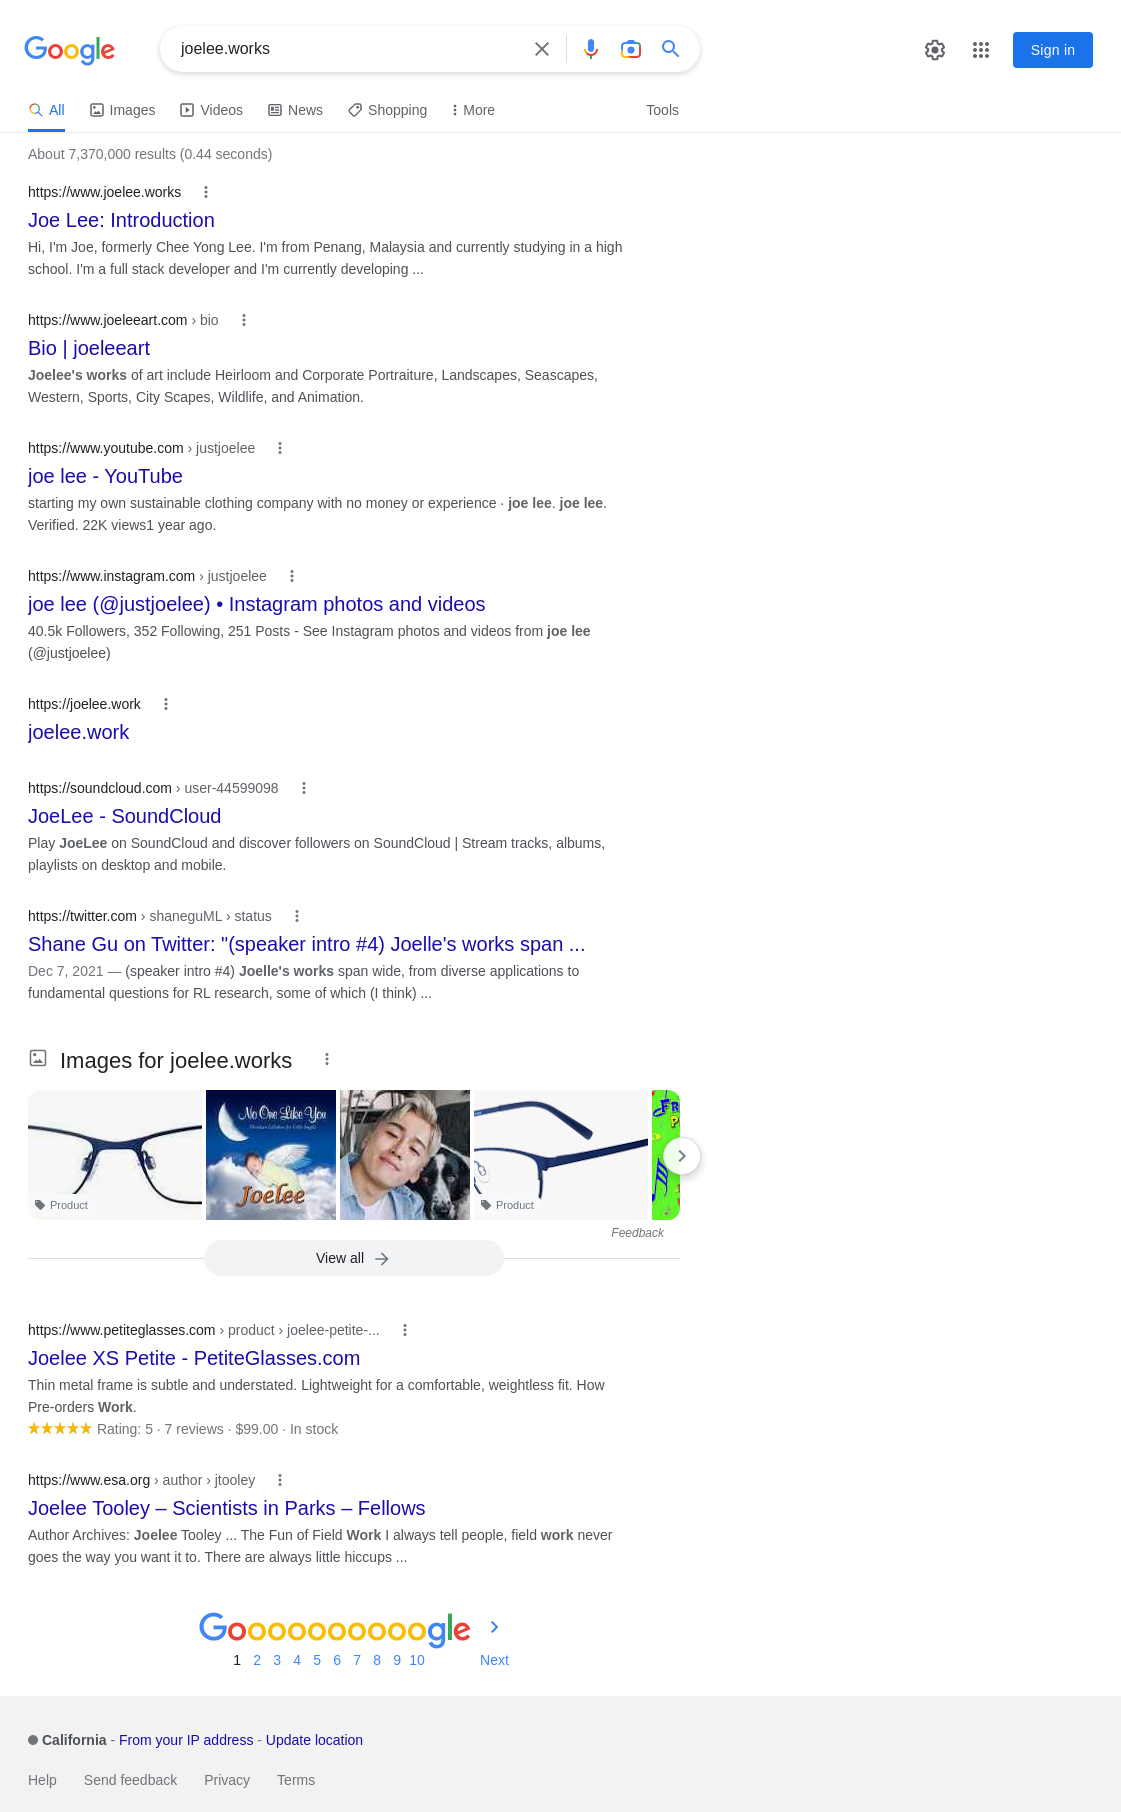 Google
joelee.works
Sign in
All
Images
Videos
News
Shopping
More
Tools
About 7,370,000 results (0.44 seconds)
https://www.joelee.works
Joe Lee: Introduction
Hi, I'm Joe, formerly Chee Yong Lee. I'm from Penang, Malaysia and currently studying in a high
school. I'm a full stack developer and I'm currently developing ...
https://www.joeleeart.com › bio
Bio | joeleeart
Joelee's works of art include Heirloom and Corporate Portraiture, Landscapes, Seascapes,
Western, Sports, City Scapes, Wildlife, and Animation.
https://www.youtube.com › justjoelee
joe lee - YouTube
starting my own sustainable clothing company with no money or experience · joe lee. joe lee.
Verified. 22K views1 year ago.
https://www.instagram.com › justjoelee
joe lee (@justjoelee) • Instagram photos and videos
40.5k Followers, 352 Following, 251 Posts - See Instagram photos and videos from joe lee
(@justjoelee)
https://joelee.work
joelee.work
https://soundcloud.com › user-44599098
JoeLee - SoundCloud
Play JoeLee on SoundCloud and discover followers on SoundCloud | Stream tracks, albums,
playlists on desktop and mobile.
https://twitter.com › shaneguML › status
Shane Gu on Twitter: "(speaker intro #4) Joelle's works span ...
Dec 7, 2021 — (speaker intro #4) Joelle's works span wide, from diverse applications to
fundamental questions for RL research, some of which (I think) ...
Images for joelee.works
No One Like You
Christian Lullabies for Little Angels
Joelee
Product
Product
Feedback
View all
https://www.petiteglasses.com › product › joelee-petite-...
Joelee XS Petite - PetiteGlasses.com
Thin metal frame is subtle and understated. Lightweight for a comfortable, weightless fit. How
Pre-orders Work.
Rating: 5 · 7 reviews · $99.00 · In stock
https://www.esa.org › author › jtooley
Joelee Tooley – Scientists in Parks – Fellows
Author Archives: Joelee Tooley ... The Fun of Field Work I always tell people, field work never
goes the way you want it to. There are always little hiccups ...
Goooooooooogle
1 2 3 4 5 6 7 8 9 10 Next
California - From your IP address - Update location
Help Send feedback Privacy Terms